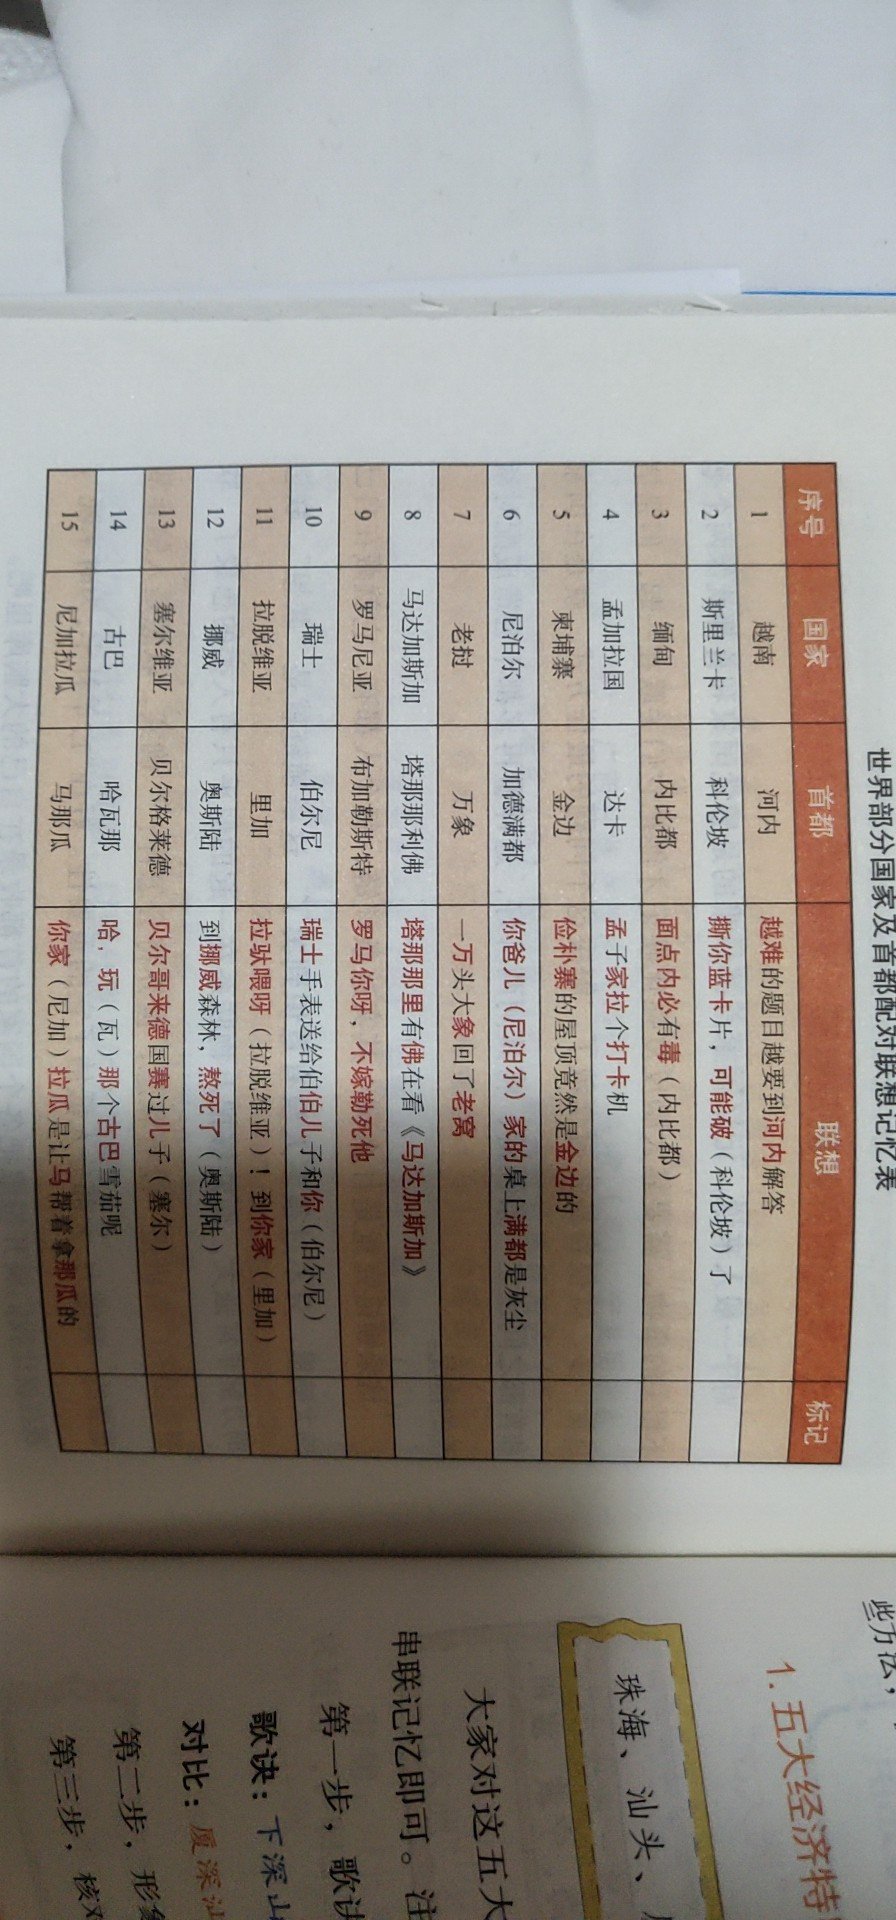 世界部分国家及首都配对联想记忆表
序号 国家 首都 联想 标记
1 越南 河内 越难的题目越要到河内解答
2 斯里兰卡 科伦坡 撕你蓝卡片，可能破（科伦坡）了
3 缅甸 内比都 面点内必有毒（内比都）
4 孟加拉国 达卡 孟子家拉个打卡机
5 柬埔寨 金边 俭朴寨的屋顶竟然是金边的
6 尼泊尔 加德满都 你爸儿（尼泊尔）家的桌上满都是灰尘
7 老挝 万象 一万头大象回了老窝
8 马达加斯加 塔那那利佛 塔那那里有佛在看《马达加斯加》
9 罗马尼亚 布加勒斯特 罗马你呀，不嫁勒死他
10 瑞士 伯尔尼 瑞士手表送给伯伯儿子和你（伯尔尼）
11 拉脱维亚 里加 拉驮喂呀（拉脱维亚）！到你家（里加）
12 挪威 奥斯陆 到挪威森林，熬死了（奥斯陆）
13 塞尔维亚 贝尔格莱德 贝尔哥来德国赛过儿子（塞尔）
14 古巴 哈瓦那 哈，玩（瓦）那个古巴雪茄呢
15 尼加拉瓜 马那瓜 你家（尼加）拉瓜是让马帮着拿那瓜的
些方法，
1. 五大经济特
珠海、汕头、
大家对这五大
串联记忆即可。注
第一步，歌诀
歌诀：下深山
对比：厦深汕
第二步，形象
第三步，核对